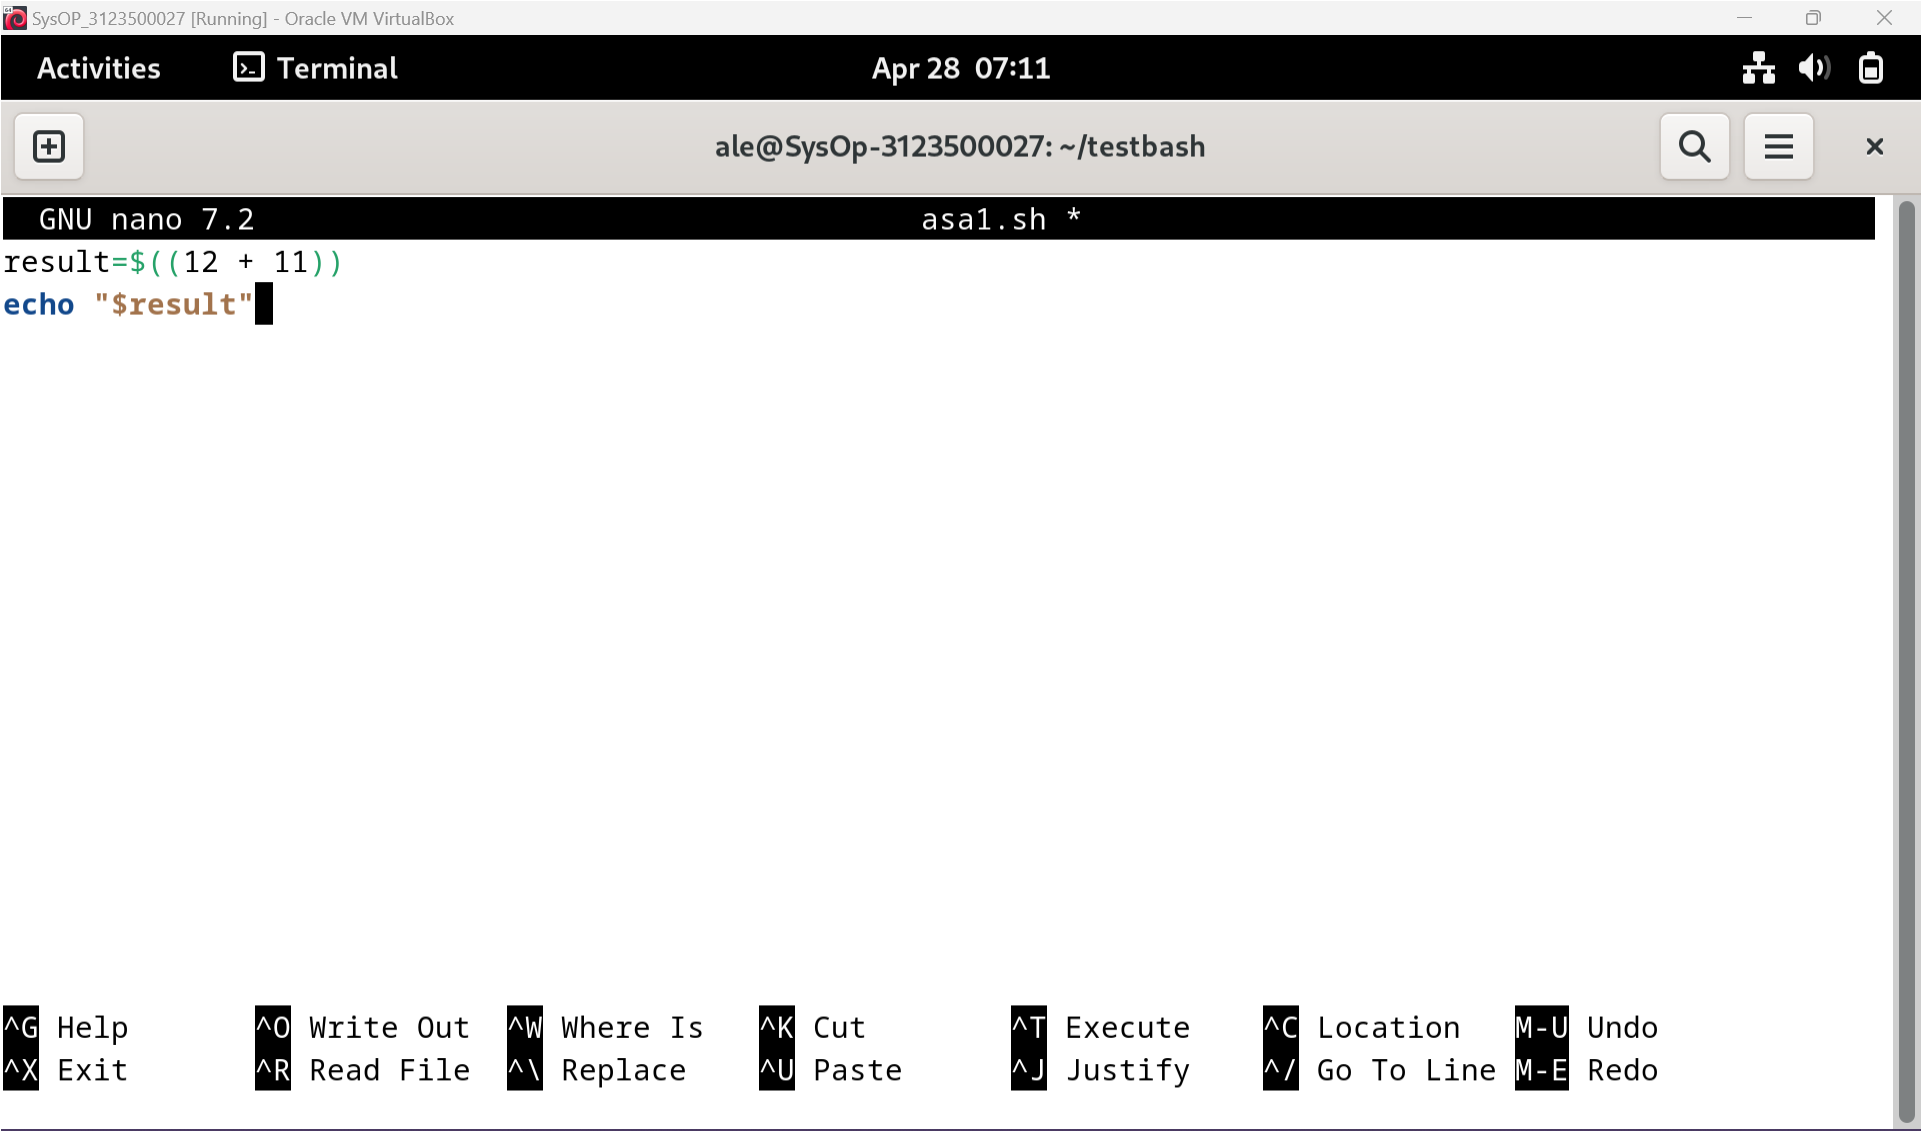 SysOP_3123500027 [Running] - Oracle VM VirtualBox
Activities Terminal Apr 28 07:11
ale@SysOp-3123500027: ~/testbash
GNU nano 7.2 asa1.sh *
result=$((12 + 11))
echo "$result"
^G Help ^O Write Out ^W Where Is ^K Cut ^T Execute ^C Location M-U Undo
^X Exit ^R Read File ^\ Replace ^U Paste ^J Justify ^/ Go To Line M-E Redo